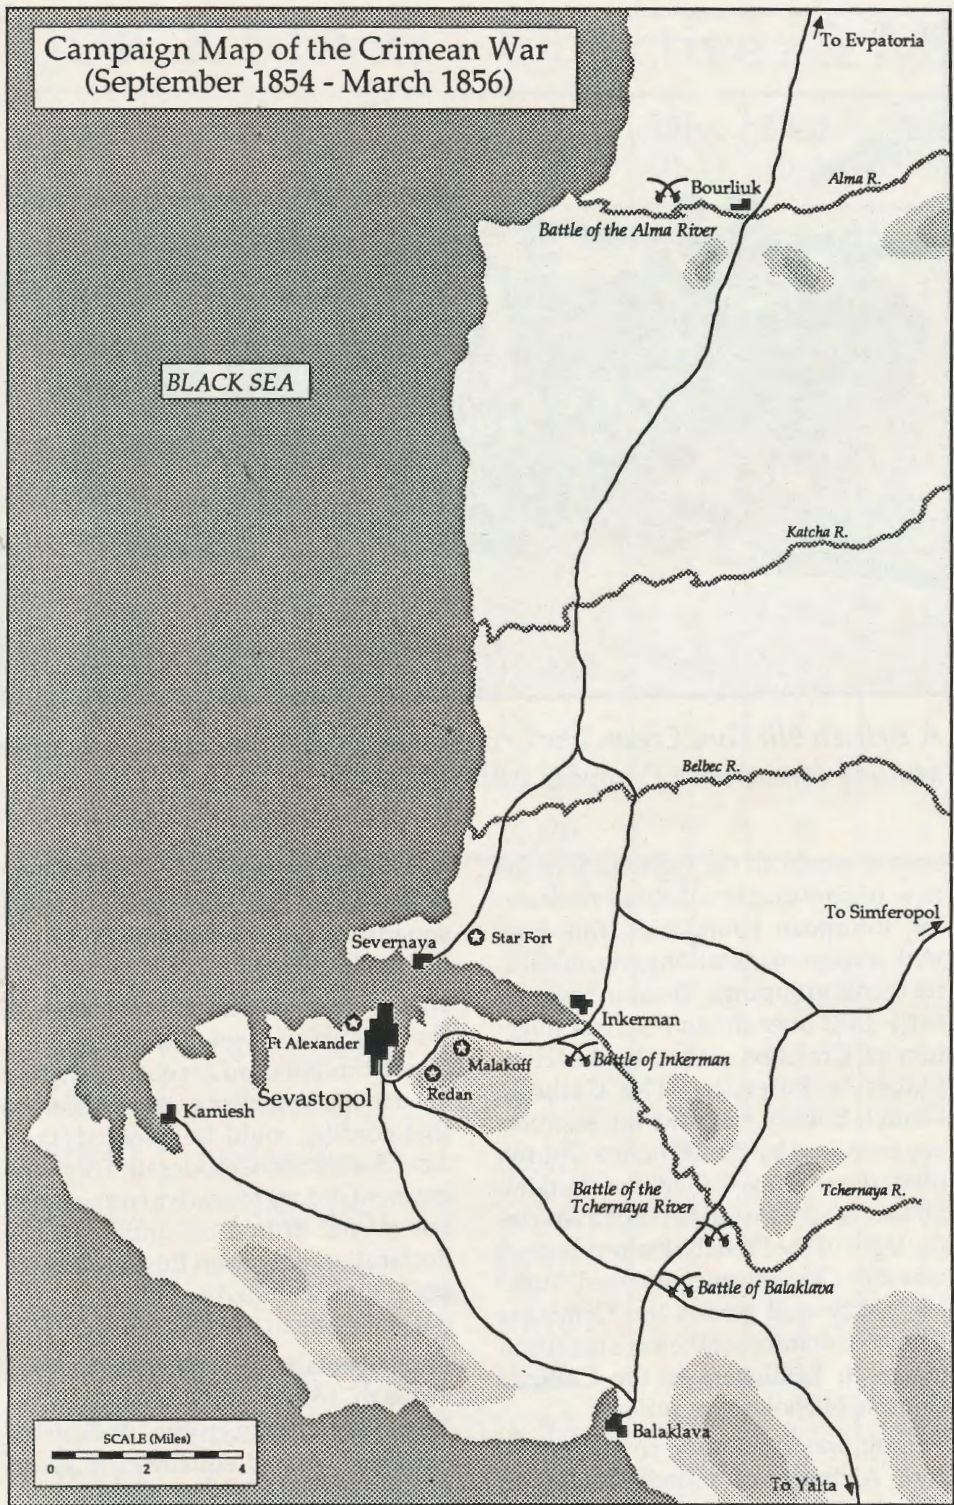 Campaign Map of the Crimean War
(September 1854 - March 1856)
To Evpatoria
Bourliuk
Alma R.
Battle of the Alma River
BLACK SEA
Katcha R.
Belbec R.
To Simferopol
Severnaya
Star Fort
Inkerman
Ft Alexander
Malakoff
Battle of Inkerman
Redan
Sevastopol
Kamiesh
Battle of the
Tchernaya River
Tchernaya R.
Battle of Balaklava
SCALE (Miles)
0 2 4
Balaklava
To Yalta